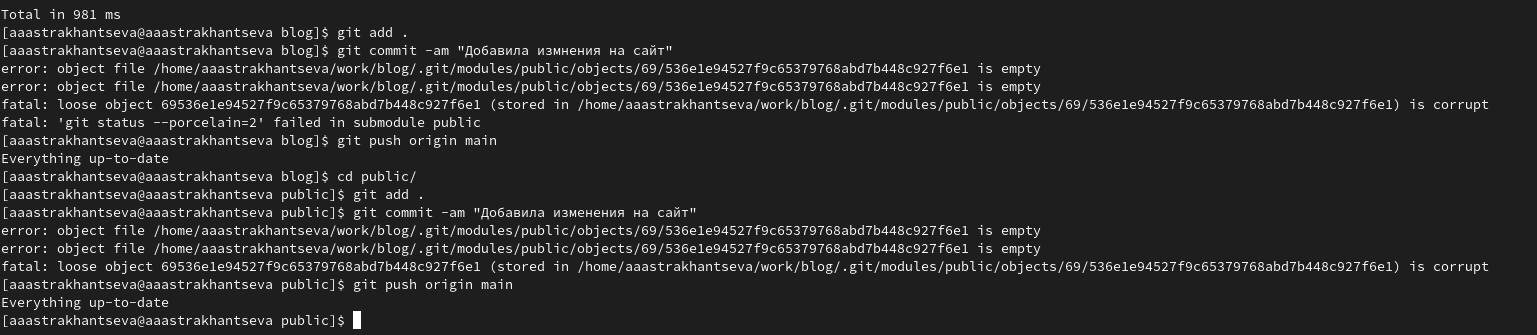 Total in 981 ms
[aaastrakhantseva@aaastrakhantseva blog]$ git add .
[aaastrakhantseva@aaastrakhantseva blog]$ git commit -am "Добавила измнения на сайт"
error: object file /home/aaastrakhantseva/work/blog/.git/modules/public/objects/69/536e1e94527f9c65379768abd7b448c927f6e1 is empty
error: object file /home/aaastrakhantseva/work/blog/.git/modules/public/objects/69/536e1e94527f9c65379768abd7b448c927f6e1 is empty
fatal: loose object 69536e1e94527f9c65379768abd7b448c927f6e1 (stored in /home/aaastrakhantseva/work/blog/.git/modules/public/objects/69/536e1e94527f9c65379768abd7b448c927f6e1) is corrupt
fatal: 'git status --porcelain=2' failed in submodule public
[aaastrakhantseva@aaastrakhantseva blog]$ git push origin main
Everything up-to-date
[aaastrakhantseva@aaastrakhantseva blog]$ cd public/
[aaastrakhantseva@aaastrakhantseva public]$ git add .
[aaastrakhantseva@aaastrakhantseva public]$ git commit -am "Добавила изменения на сайт"
error: object file /home/aaastrakhantseva/work/blog/.git/modules/public/objects/69/536e1e94527f9c65379768abd7b448c927f6e1 is empty
error: object file /home/aaastrakhantseva/work/blog/.git/modules/public/objects/69/536e1e94527f9c65379768abd7b448c927f6e1 is empty
fatal: loose object 69536e1e94527f9c65379768abd7b448c927f6e1 (stored in /home/aaastrakhantseva/work/blog/.git/modules/public/objects/69/536e1e94527f9c65379768abd7b448c927f6e1) is corrupt
[aaastrakhantseva@aaastrakhantseva public]$ git push origin main
Everything up-to-date
[aaastrakhantseva@aaastrakhantseva public]$